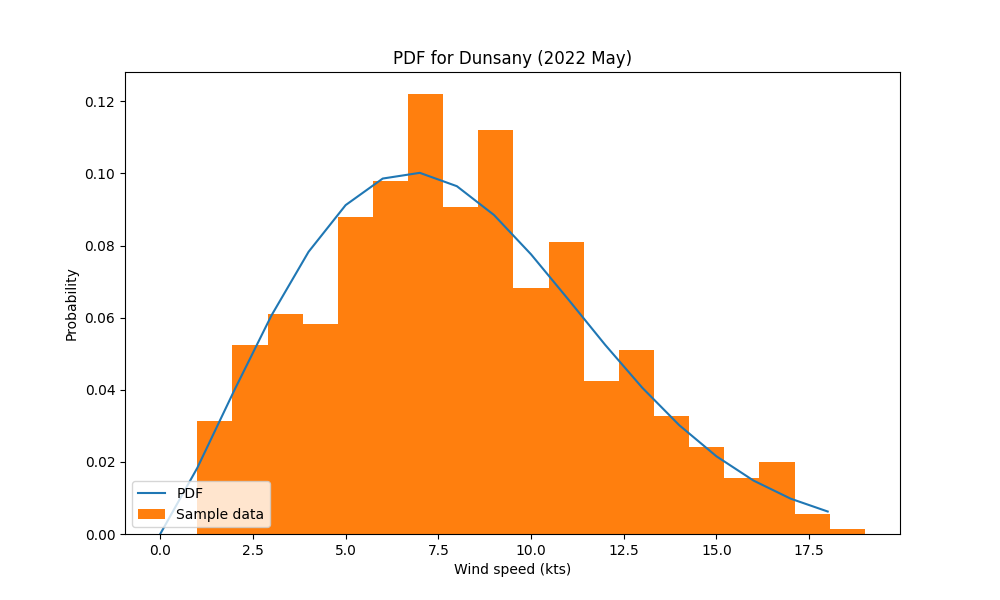 PDF for Dunsany (2022 May)
0.12
0.10
0.08
0.06
0.04
0.02
0.00
Probability
PDF
Sample data
0.0 2.5 5.0 7.5 10.0 12.5 15.0 17.5
Wind speed (kts)